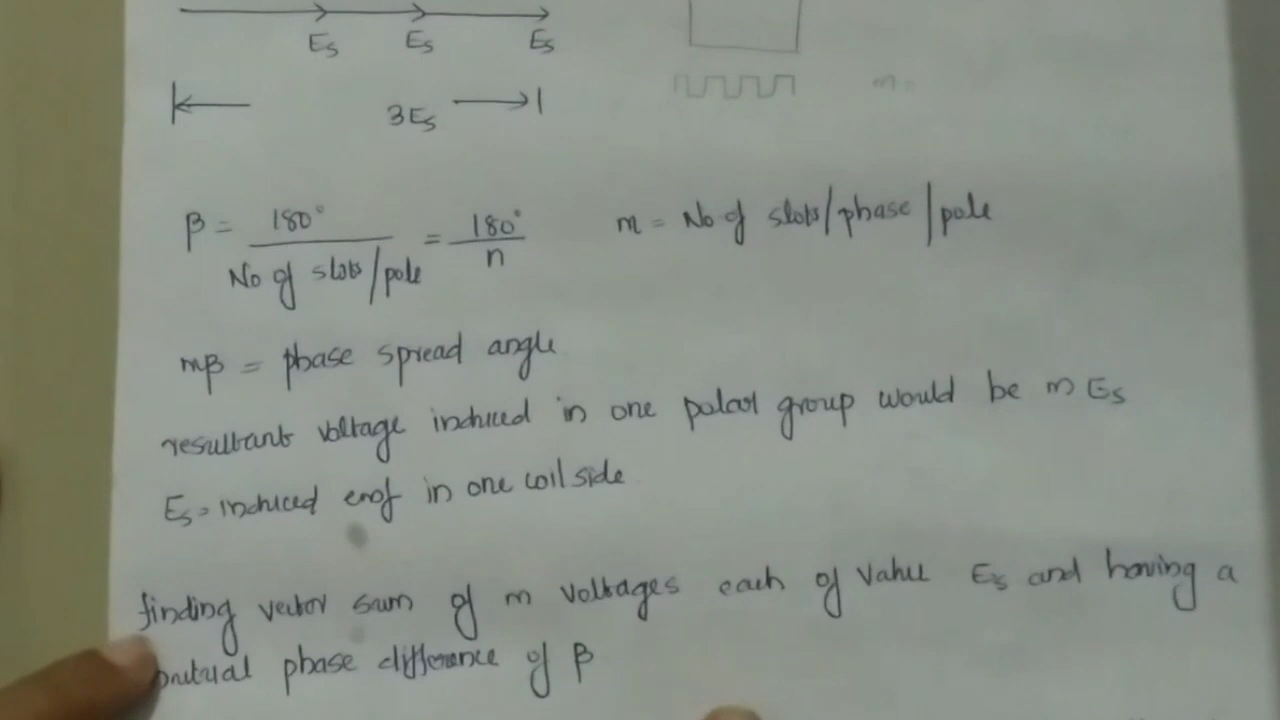 Es Es Es
3Es
β = 180° / No of slots/pole = 180° / n m = No of slots/phase/pole
mβ = phase spread angle
resultant voltage induced in one polar group would be m Es
Es = induced emf in one coil side
finding vector sum of m voltages each of value Es and having a
mutual phase difference of β